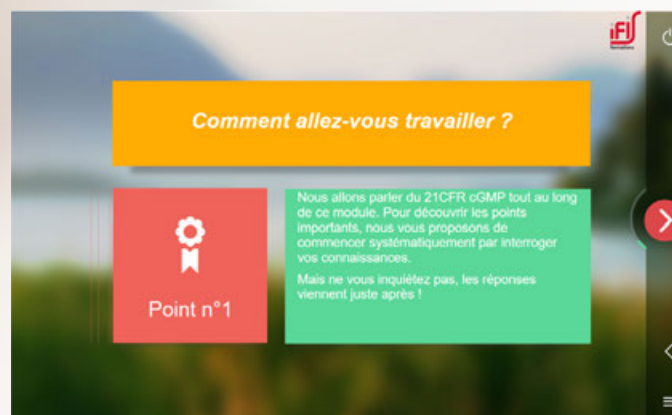 iFIS
formations
Comment allez-vous travailler ?
Nous allons parler du 21CFR cGMP tout au long
de ce module. Pour découvrir les points
importants, nous vous proposons de
commencer systématiquement par interroger
vos connaissances.
Mais ne vous inquiétez pas, les réponses
viennent juste après !
Point n°1